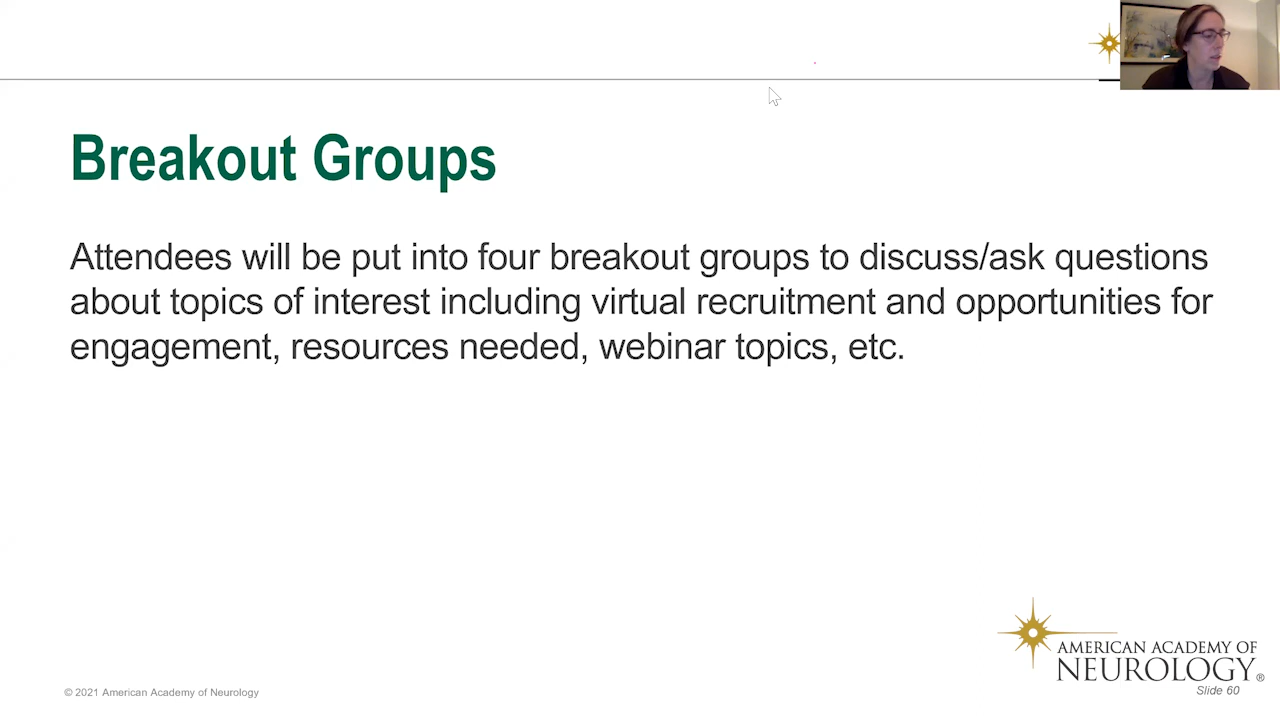 Breakout Groups
Attendees will be put into four breakout groups to discuss/ask questions
about topics of interest including virtual recruitment and opportunities for
engagement, resources needed, webinar topics, etc.
AMERICAN ACADEMY OF
NEUROLOGY®
© 2021 American Academy of Neurology
Slide 60